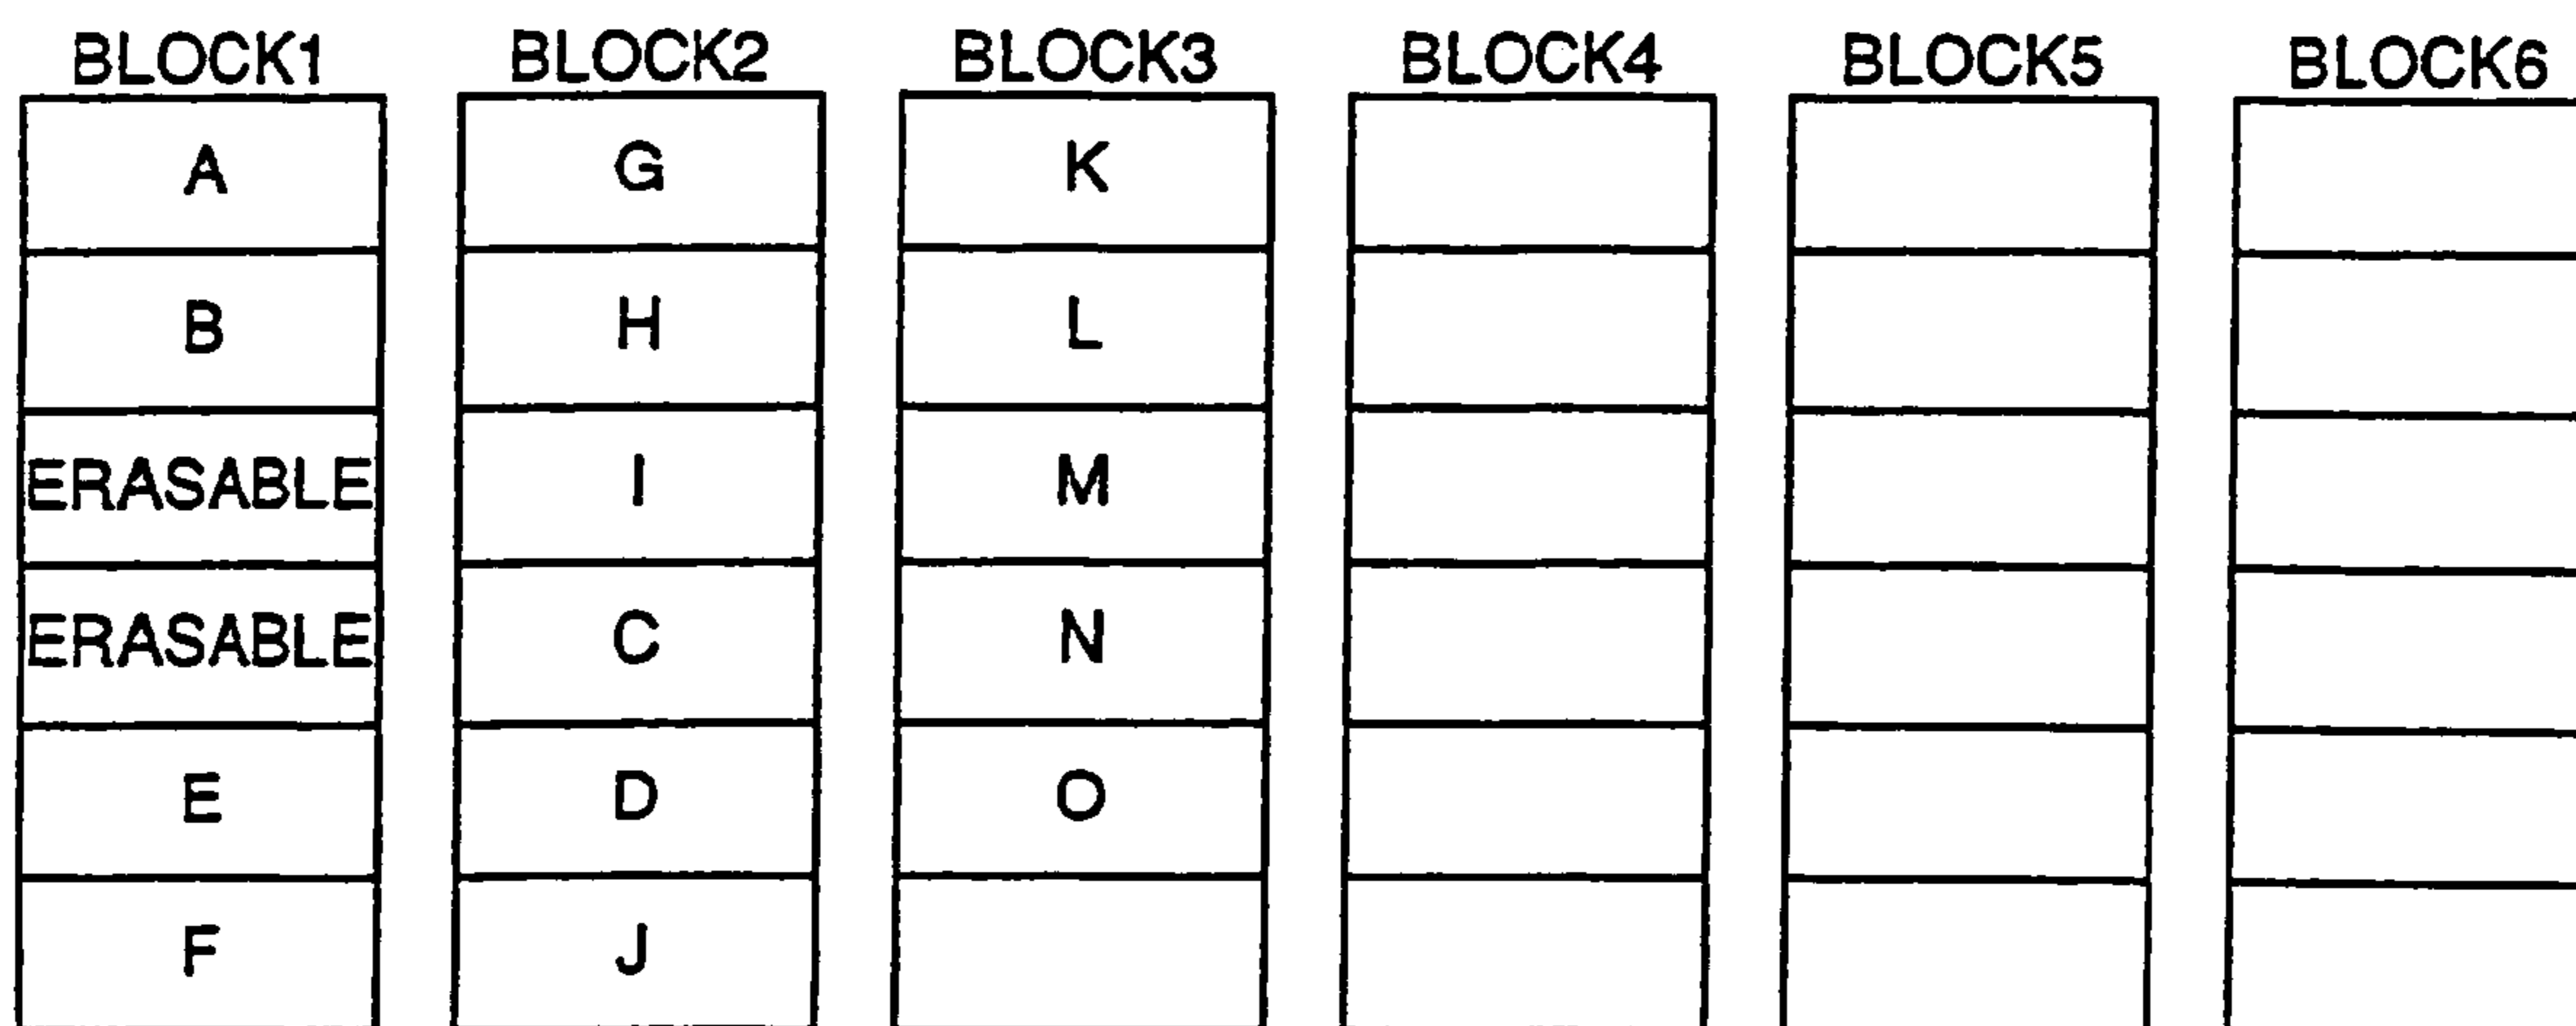 BLOCK1 BLOCK2 BLOCK3 BLOCK4 BLOCK5 BLOCK6
A G K
B H L
ERASABLE I M
ERASABLE C N
E D O
F J